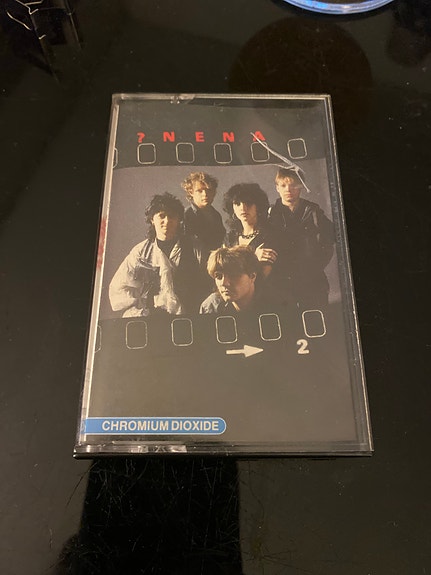 ? NENA
2
CHROMIUM DIOXIDE